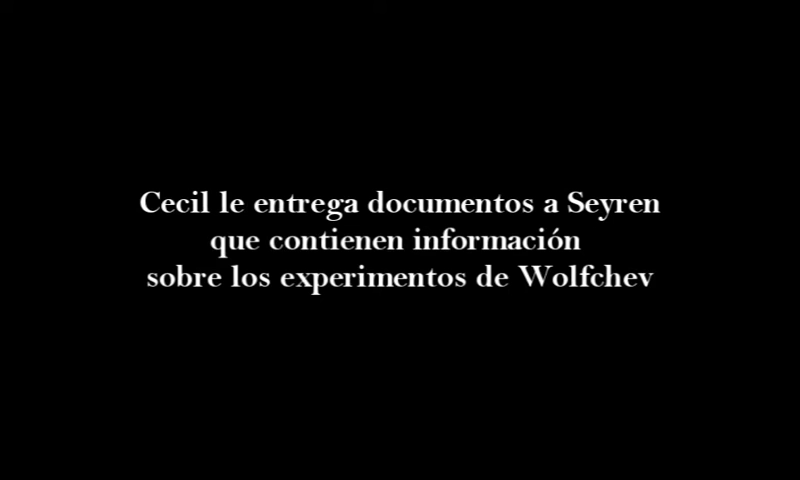 Cecil le entrega documentos a Seyren
que contienen información
sobre los experimentos de Wolfchev